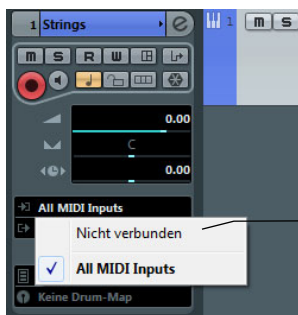 1 Strings
e
1
m S
m S R W
0.00
C
0.00
All MIDI Inputs
Nicht verbunden
✓ All MIDI Inputs
Keine Drum-Map